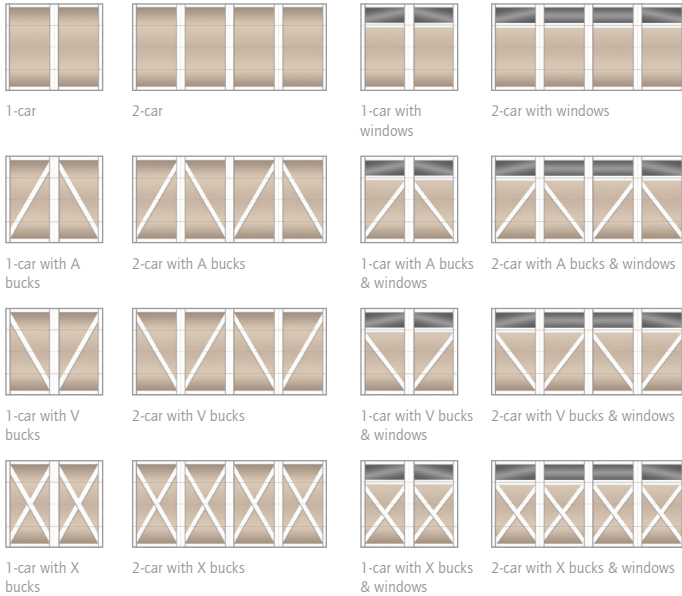 1-car
2-car
1-car with
windows
2-car with windows
1-car with A
bucks
2-car with A bucks
1-car with A bucks
& windows
2-car with A bucks & windows
1-car with V
bucks
2-car with V bucks
1-car with V bucks
& windows
2-car with V bucks & windows
1-car with X
bucks
2-car with X bucks
1-car with X bucks
& windows
2-car with X bucks & windows